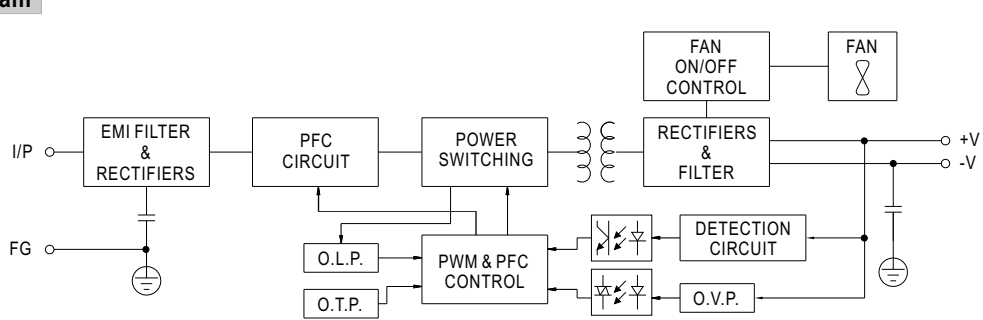 FAN
ON/OFF
CONTROL
FAN
EMI FILTER
&
RECTIFIERS
PFC
CIRCUIT
POWER
SWITCHING
RECTIFIERS
&
FILTER
I/P
+V
-V
FG
O.L.P.
O.T.P.
PWM & PFC
CONTROL
DETECTION
CIRCUIT
O.V.P.